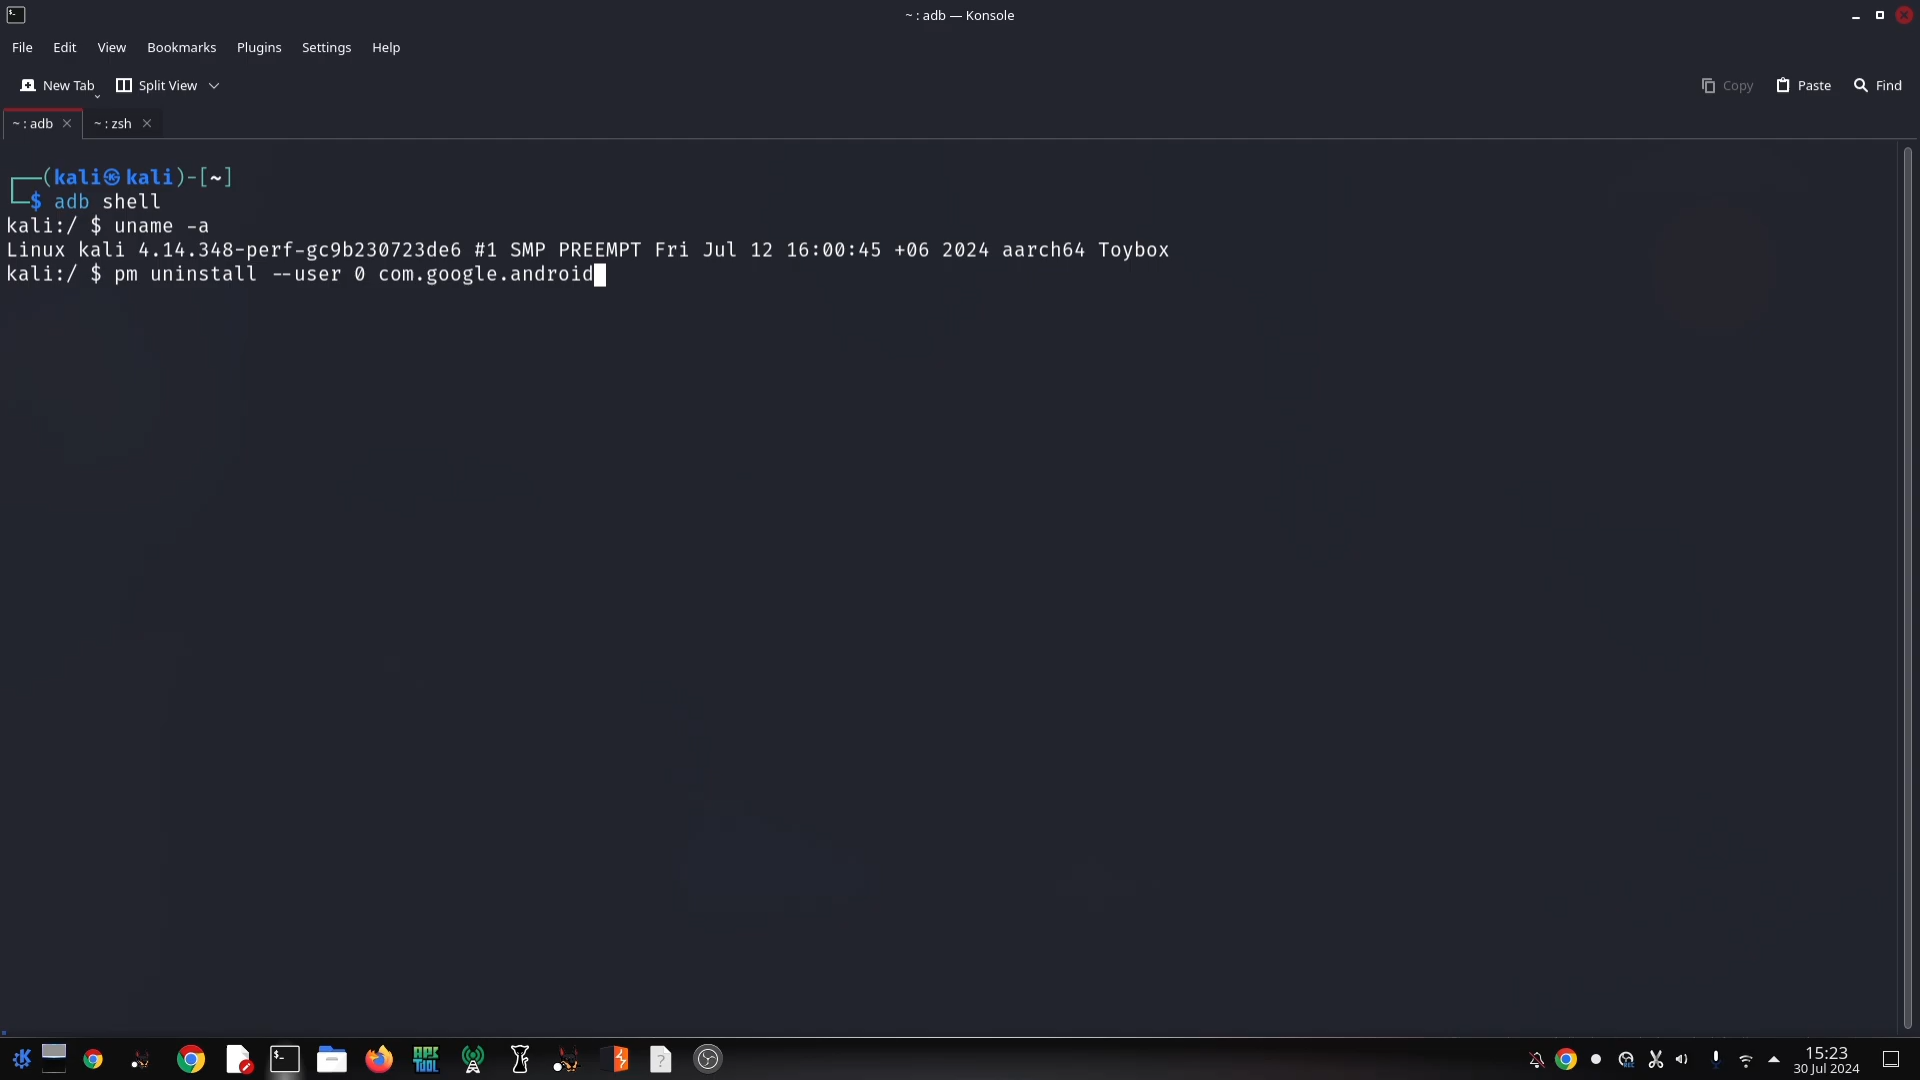 ~ : adb — Konsole
File Edit View Bookmarks Plugins Settings Help
New Tab Split View Copy Paste Find
~ : adb ~ : zsh
(kali㉿kali)-[~]
$ adb shell
kali:/ $ uname -a
Linux kali 4.14.348-perf-gc9b230723de6 #1 SMP PREEMPT Fri Jul 12 16:00:45 +06 2024 aarch64 Toybox
kali:/ $ pm uninstall --user 0 com.google.android
APK TOOL
15:23
30 Jul 2024